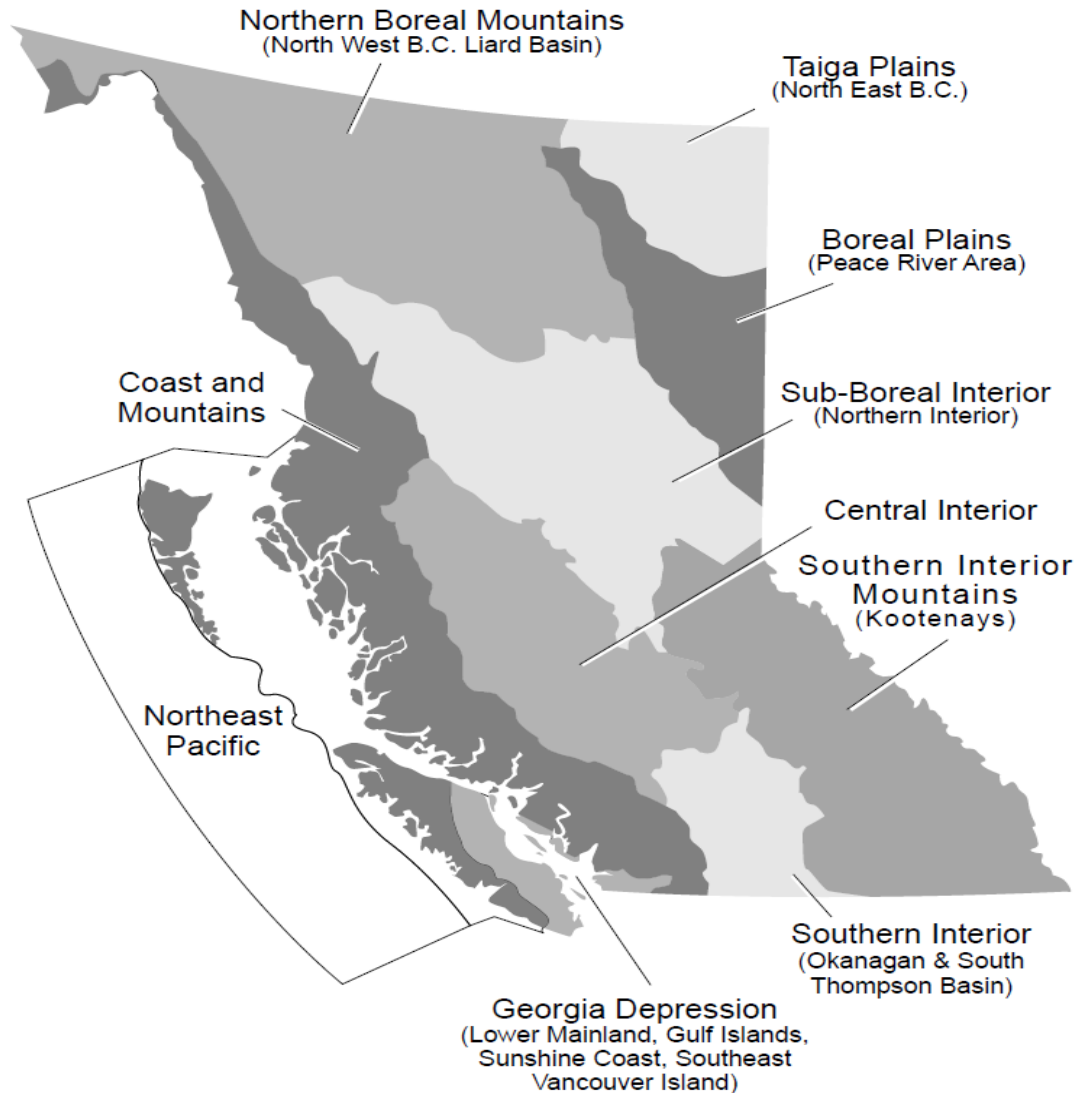 Northern Boreal Mountains
(North West B.C. Liard Basin)
Taiga Plains
(North East B.C.)
Boreal Plains
(Peace River Area)
Coast and
Mountains
Sub-Boreal Interior
(Northern Interior)
Central Interior
Southern Interior
Mountains
(Kootenays)
Northeast
Pacific
Southern Interior
(Okanagan & South
Thompson Basin)
Georgia Depression
(Lower Mainland, Gulf Islands,
Sunshine Coast, Southeast
Vancouver Island)